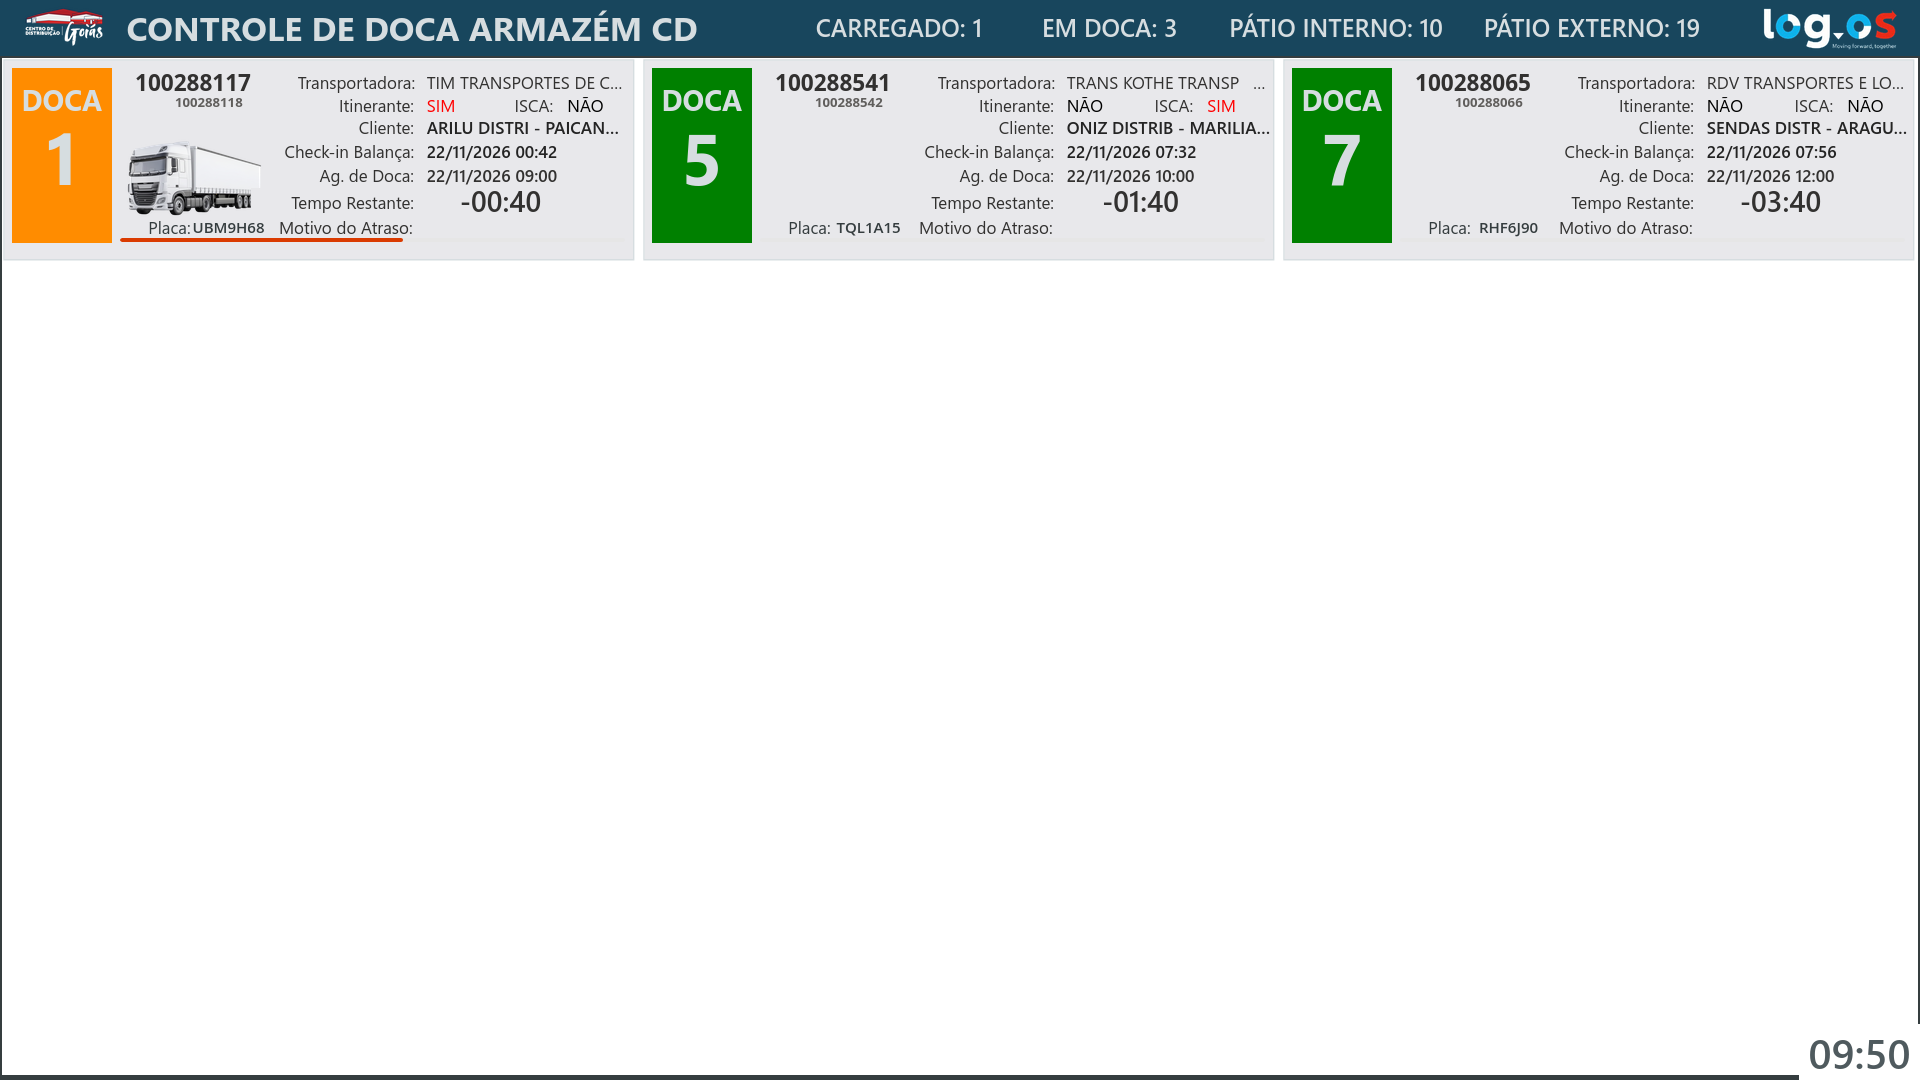 CENTRO DE DISTRIBUIÇÃO Goiás
CONTROLE DE DOCA ARMAZÉM CD
CARREGADO: 1
EM DOCA: 3
PÁTIO INTERNO: 10
PÁTIO EXTERNO: 19
log.os
Moving forward, together
DOCA
1
100288117
100288118
Transportadora: TIM TRANSPORTES DE C...
Itinerante: SIM ISCA: NÃO
Cliente: ARILU DISTRI - PAICAN...
Check-in Balança: 22/11/2026 00:42
Ag. de Doca: 22/11/2026 09:00
Tempo Restante: -00:40
Placa: UBM9H68 Motivo do Atraso:
DOCA
5
100288541
100288542
Transportadora: TRANS KOTHE TRANSP ...
Itinerante: NÃO ISCA: SIM
Cliente: ONIZ DISTRIB - MARILIA...
Check-in Balança: 22/11/2026 07:32
Ag. de Doca: 22/11/2026 10:00
Tempo Restante: -01:40
Placa: TQL1A15 Motivo do Atraso:
DOCA
7
100288065
100288066
Transportadora: RDV TRANSPORTES E LO...
Itinerante: NÃO ISCA: NÃO
Cliente: SENDAS DISTR - ARAGU...
Check-in Balança: 22/11/2026 07:56
Ag. de Doca: 22/11/2026 12:00
Tempo Restante: -03:40
Placa: RHF6J90 Motivo do Atraso:
09:50